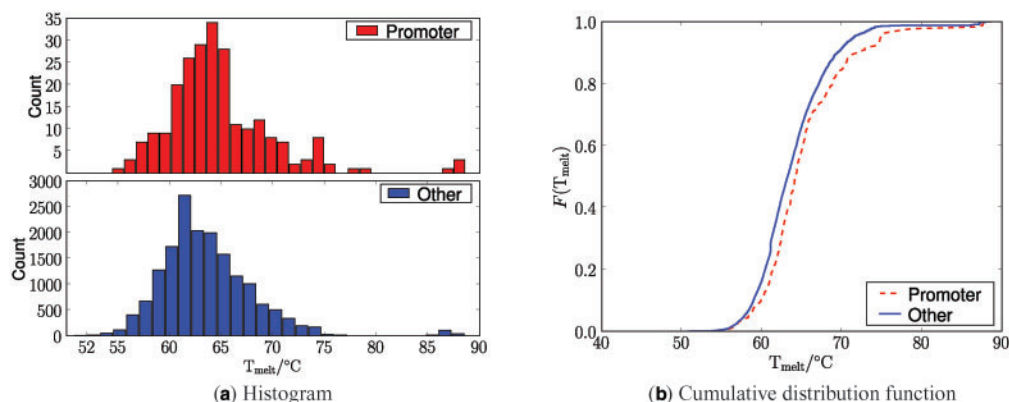 35
30
25
20
15
10
5
Count
Promoter
3000
2500
2000
1500
1000
500
0
Count
Other
52 55 60 65 70 75 80 85 90
Tmelt/°C
(a) Histogram
1.0
0.8
0.6
0.4
0.2
0.0
F(Tmelt)
Promoter
Other
40 50 60 70 80 90
Tmelt/°C
(b) Cumulative distribution function